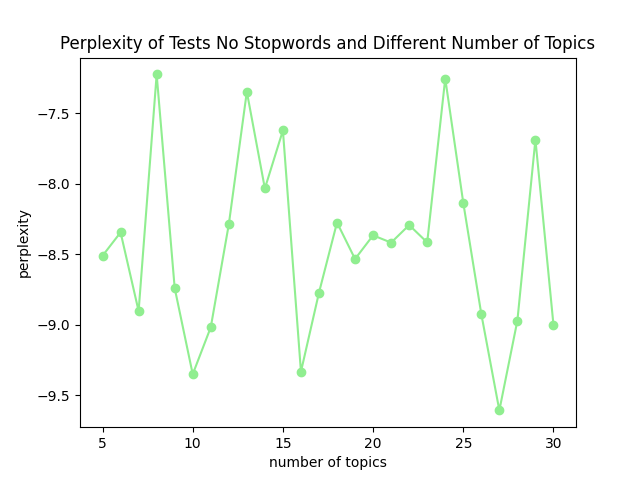 Perplexity of Tests No Stopwords and Different Number of Topics
−7.5
−8.0
−8.5
−9.0
−9.5
perplexity
5 10 15 20 25 30
number of topics